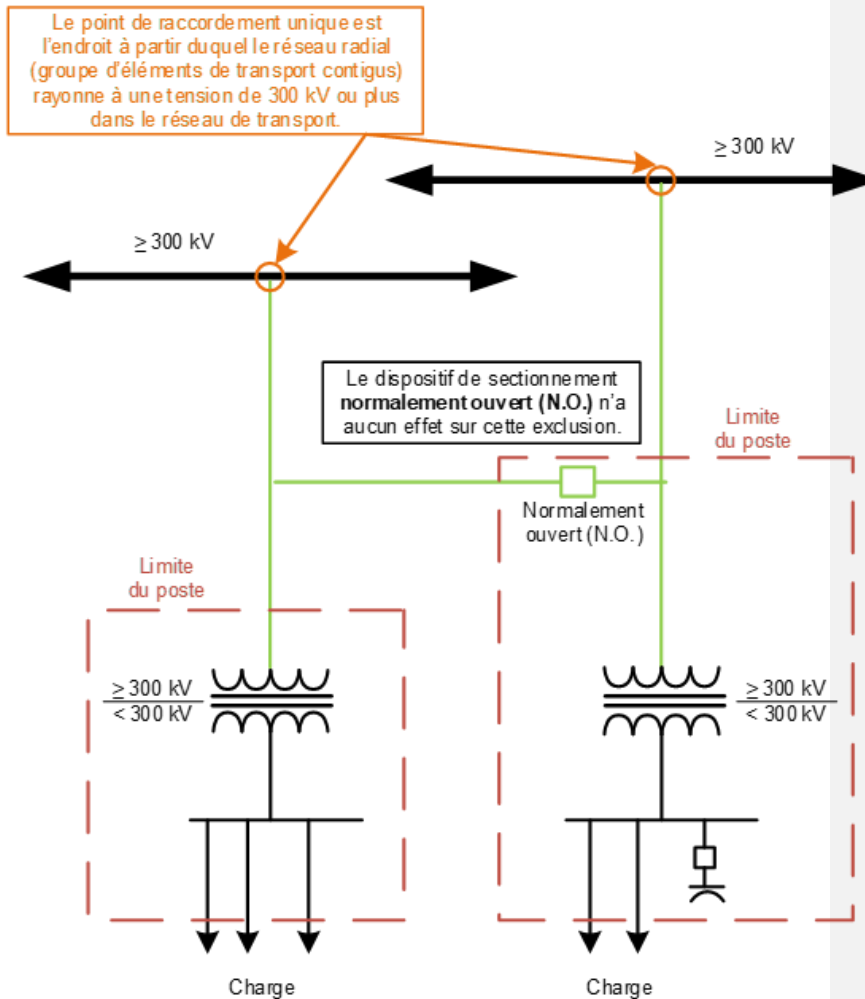 Le point de raccordement unique est
l'endroit à partir duquel le réseau radial
(groupe d'éléments de transport contigus)
rayonne à une tension de 300 kV ou plus
dans le réseau de transport.
≥ 300 kV
≥ 300 kV
Le dispositif de sectionnement
normalement ouvert (N.O.) n'a
aucun effet sur cette exclusion.
Limite
du poste
Normalement
ouvert (N.O.)
Limite
du poste
≥ 300 kV
< 300 kV
≥ 300 kV
< 300 kV
Charge
Charge